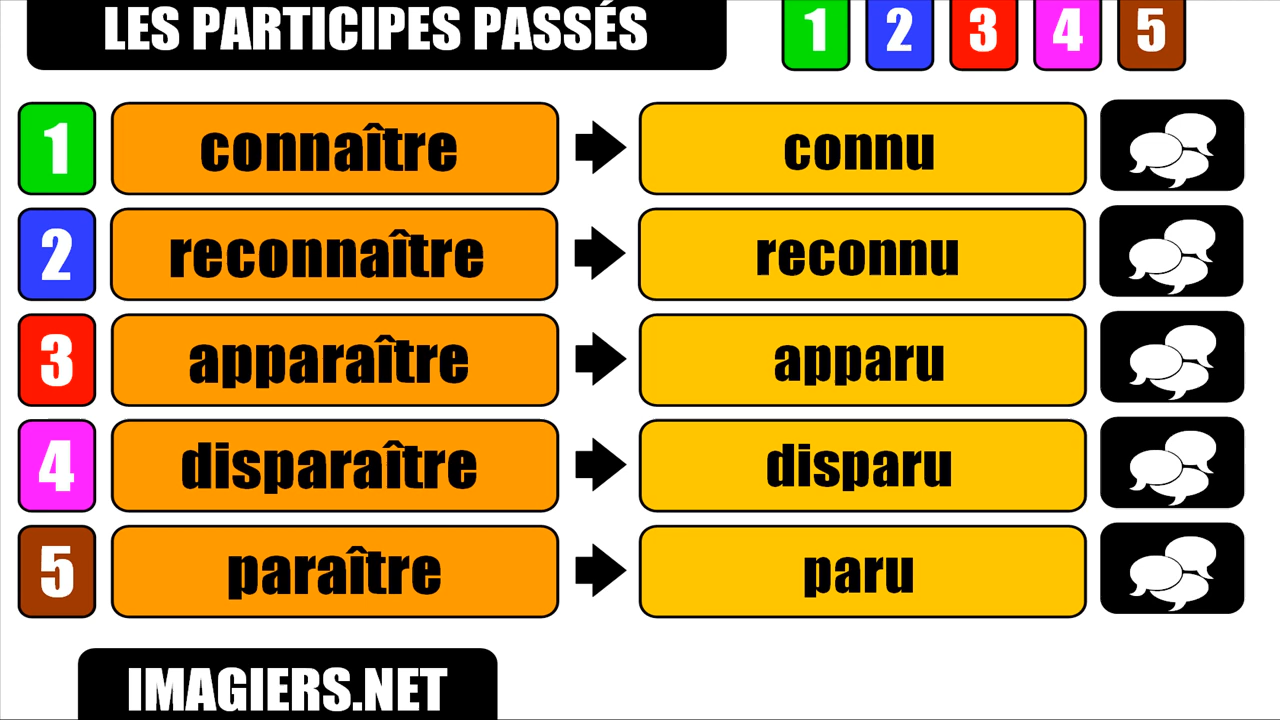 LES PARTICIPES PASSÉS 1 2 3 4 5
1 connaître connu
2 reconnaître reconnu
3 apparaître apparu
4 disparaître disparu
5 paraître paru
IMAGIERS.NET